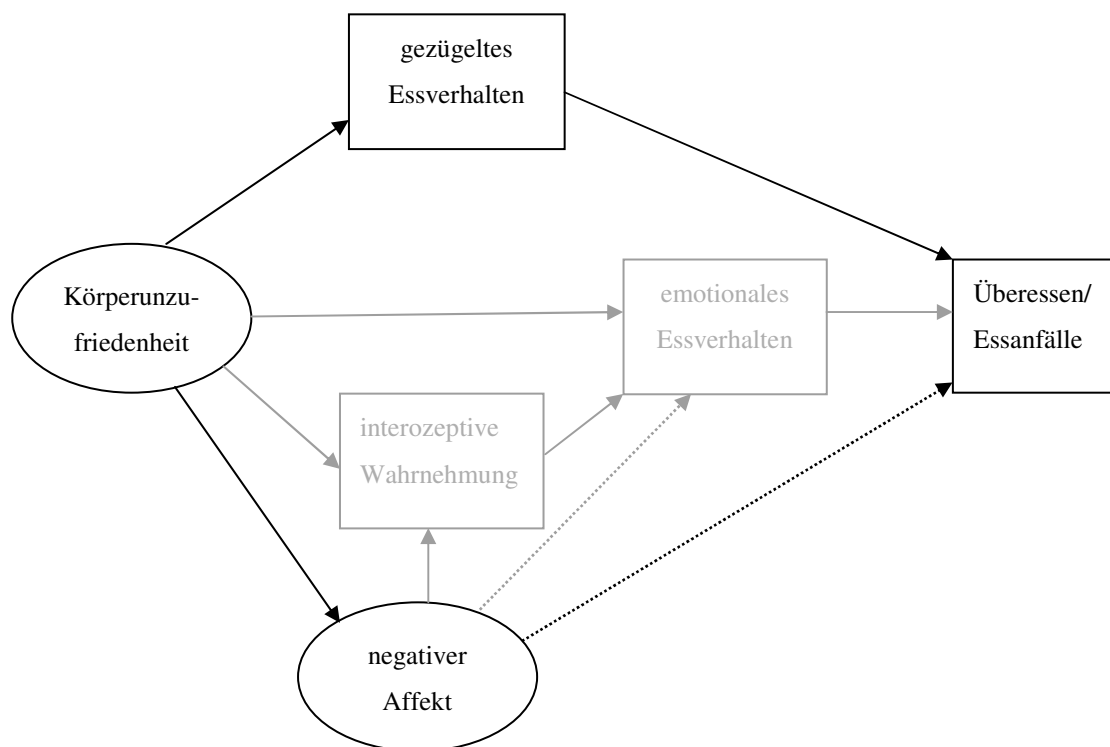 gezügeltes
Essverhalten
Körperunzu-
friedenheit
emotionales
Essverhalten
Überessen/
Essanfälle
interozeptive
Wahrnehmung
negativer
Affekt